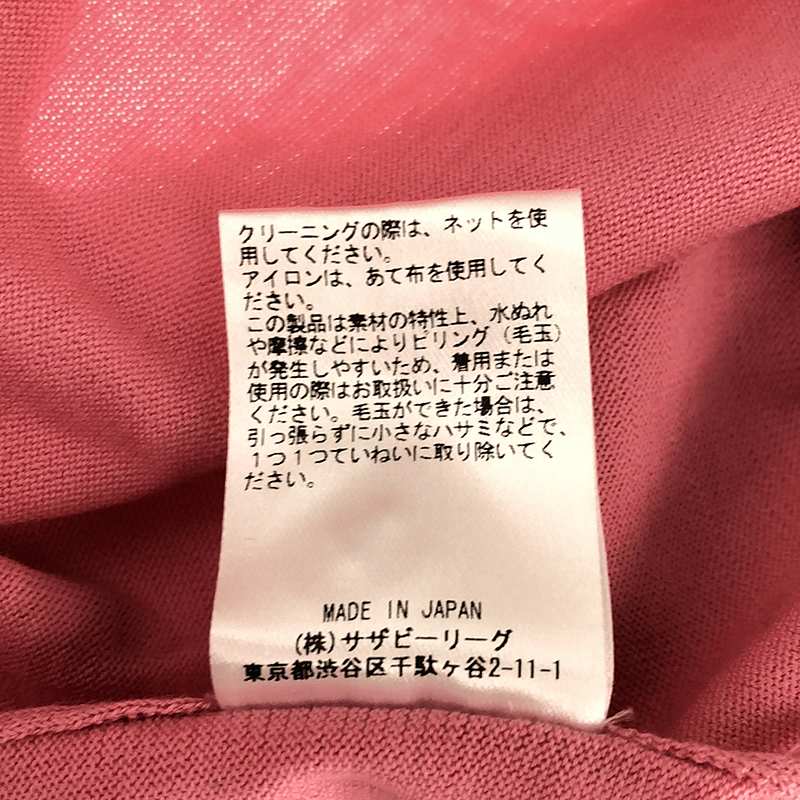 クリーニングの際は、ネットを使
用してください。
アイロンは、あて布を使用してく
ださい。
この製品は素材の特性上、水ぬれ
や摩擦などによりピリング（毛玉）
が発生しやすいため、着用または
使用の際はお取扱いに十分ご注意
ください。毛玉ができた場合は、
引っ張らずに小さなハサミなどで、
１つ１つていねいに取り除いてく
ださい。
MADE IN JAPAN
(株)サザビーリーグ
東京都渋谷区千駄ヶ谷2-11-1